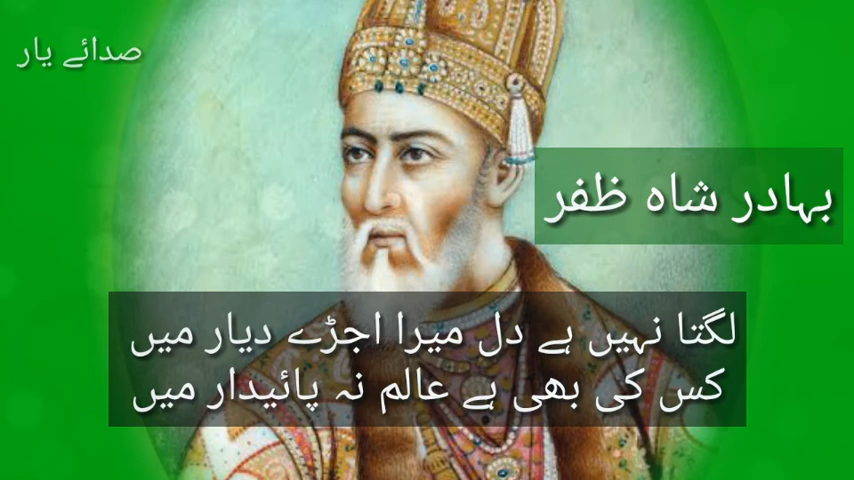 صدائے یار
بہادر شاہ ظفر
لگتا نہیں ہے دل میرا اجڑے دیار میں
کس کی بھی ہے عالم نہ پائیدار میں